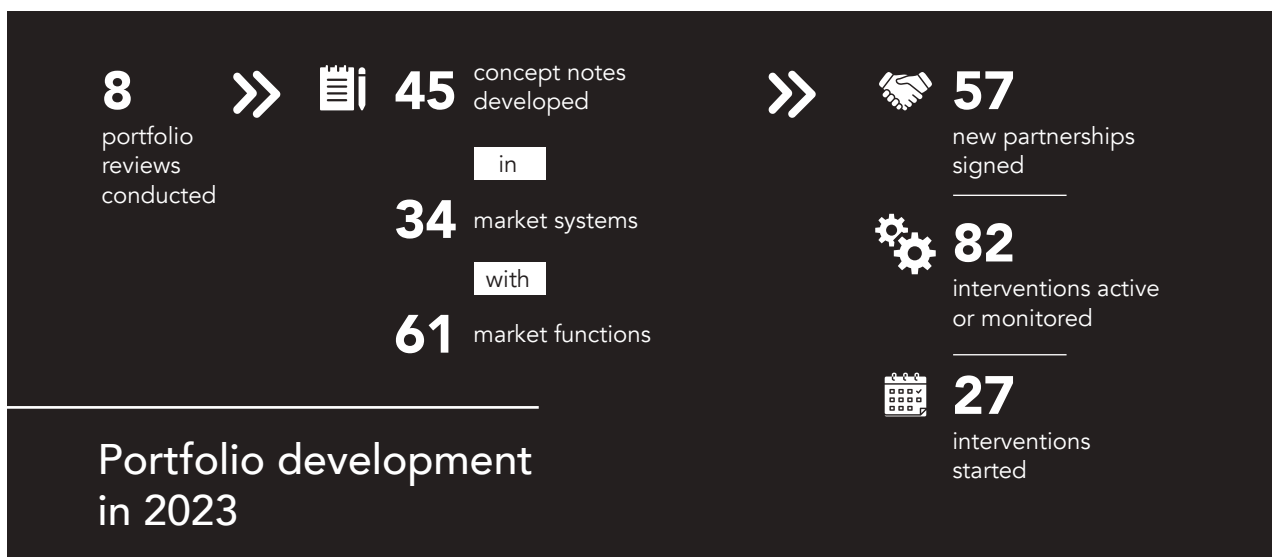 8
portfolio
reviews
conducted
45
concept notes
developed
in
34
market systems
with
61
market functions
57
new partnerships
signed
82
interventions active
or monitored
27
interventions
started
Portfolio development
in 2023